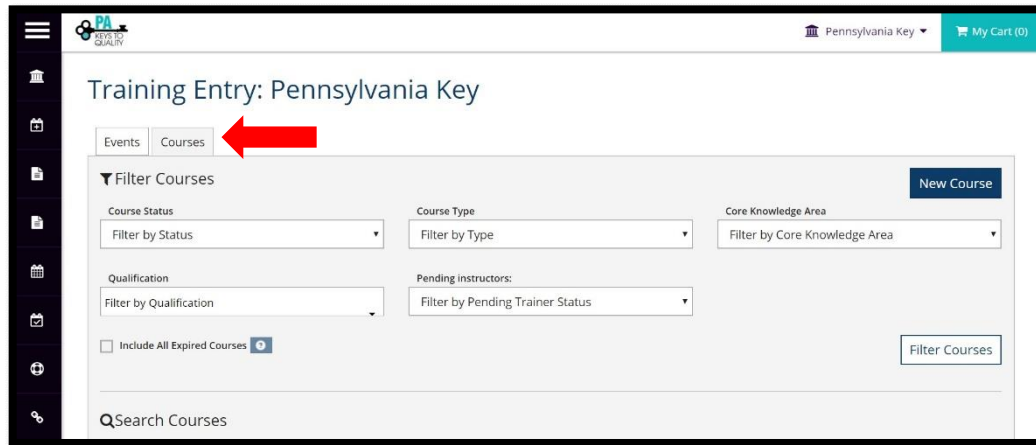 PA
KEYS TO
QUALITY
Pennsylvania Key
My Cart (0)
Training Entry: Pennsylvania Key
Events Courses
Filter Courses
New Course
Course Status Course Type Core Knowledge Area
Filter by Status Filter by Type Filter by Core Knowledge Area
Qualification Pending instructors:
Filter by Qualification Filter by Pending Trainer Status
Include All Expired Courses ?
Filter Courses
Search Courses